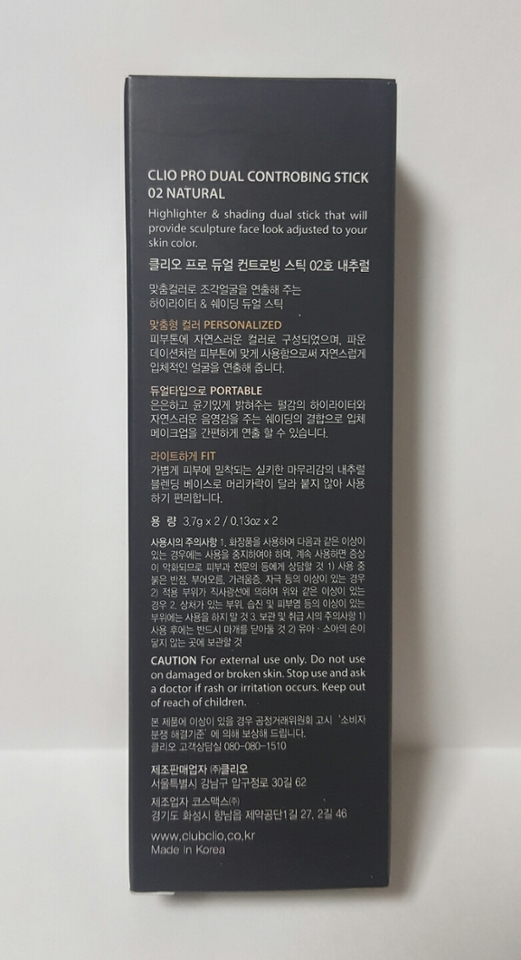 CLIO PRO DUAL CONTROBING STICK
02 NATURAL
Highlighter & shading dual stick that will
provide sculpture face look adjusted to your
skin color.
클리오 프로 듀얼 컨트로빙 스틱 02호 내추럴
맞춤컬러로 조각얼굴을 연출해 주는
하이라이터 & 쉐이딩 듀얼 스틱
맞춤형 컬러 PERSONALIZED
피부톤에 자연스러운 컬러로 구성되었으며, 파운
데이션처럼 피부톤에 맞게 사용함으로써 자연스럽게
입체적인 얼굴을 연출해 줍니다.
듀얼타입으로 PORTABLE
은은하고 윤기있게 밝혀주는 펄감의 하이라이터와
자연스러운 음영감을 주는 쉐이딩의 결합으로 입체
메이크업을 간편하게 연출 할 수 있습니다.
라이트하게 FIT
가볍게 피부에 밀착되는 실키한 마무리감의 내추럴
블렌딩 베이스로 머리카락이 달라 붙지 않아 사용
하기 편리합니다.
용 량 3.7g x 2 / 0.13oz x 2
사용시의 주의사항 1. 화장품을 사용하여 다음과 같은 이상이
있는 경우에는 사용을 중지하여야 하며, 계속 사용하면 증상
이 악화되므로 피부과 전문의 등에게 상담할 것 1) 사용 중
붉은 반점, 부어오름, 가려움증, 자극 등의 이상이 있는 경우
2) 적용 부위가 직사광선에 의하여 위와 같은 이상이 있는
경우 2. 상처가 있는 부위, 습진 및 피부염 등의 이상이 있는
부위에는 사용을 하지 말 것 3. 보관 및 취급 시의 주의사항 1)
사용 후에는 반드시 마개를 닫아둘 것 2) 유아·소아의 손이
닿지 않는 곳에 보관할 것
CAUTION For external use only. Do not use
on damaged or broken skin. Stop use and ask
a doctor if rash or irritation occurs. Keep out
of reach of children.
본 제품에 이상이 있을 경우 공정거래위원회 고시 '소비자
분쟁 해결기준' 에 의해 보상해 드립니다.
클리오 고객상담실 080-080-1510
제조판매업자 ㈜클리오
서울특별시 강남구 압구정로 30길 62
제조업자 코스맥스㈜
경기도 화성시 향남읍 제약공단1길 27, 2길 46
www.clubclio.co.kr
Made in Korea